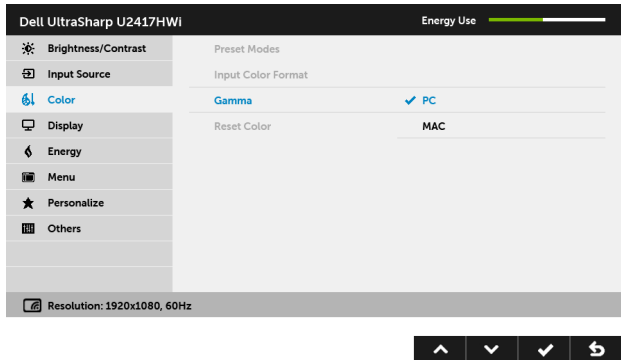 Dell UltraSharp U2417HWi
Energy Use
Brightness/Contrast
Preset Modes
Input Source
Input Color Format
Color
Gamma
PC
Display
Reset Color
MAC
Energy
Menu
Personalize
Others
Resolution: 1920x1080, 60Hz